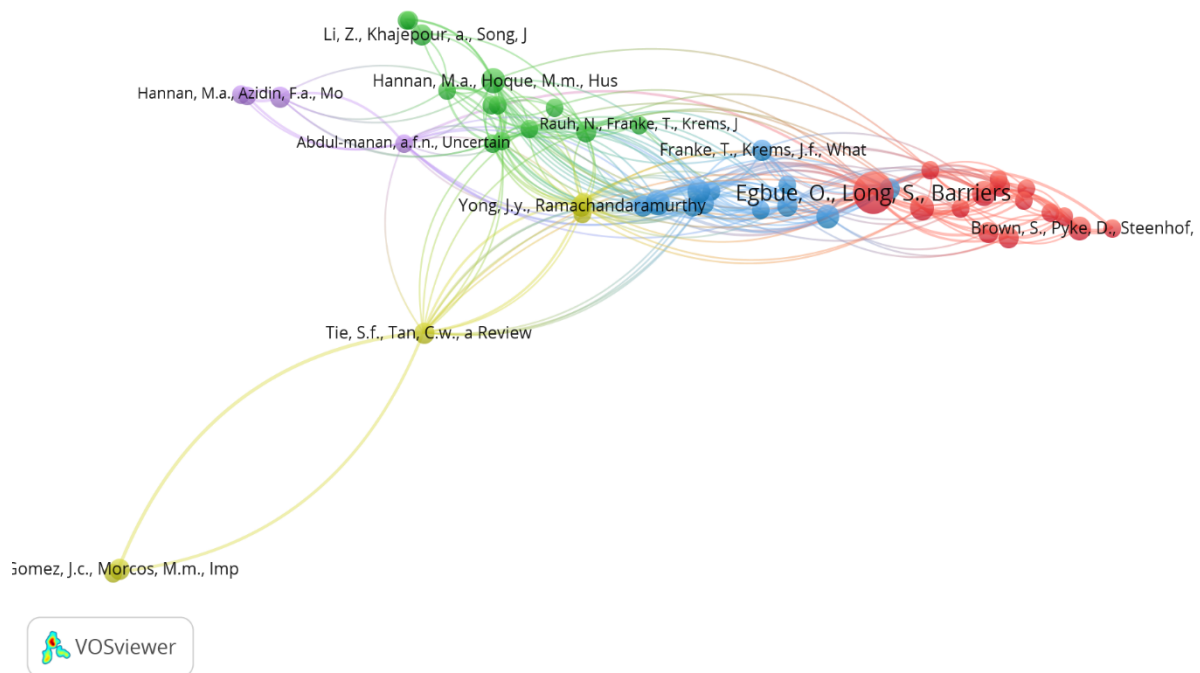 Li, Z., Khajepour, a., Song, J
Hannan, M.a., Hoque, M.m., Hus
Hannan, M.a., Azidin, F.a., Mo
Rauh, N., Franke, T., Krems, J
Abdul-manan, a.f.n., Uncertain
Franke, T., Krems, J.f., What
Egbue, O., Long, S., Barriers
Yong, J.y., Ramachandaramurthy
Brown, S., Pyke, D., Steenhof,
Tie, S.f., Tan, C.w., a Review
Gomez, J.c., Morcos, M.m., Imp
VOSviewer